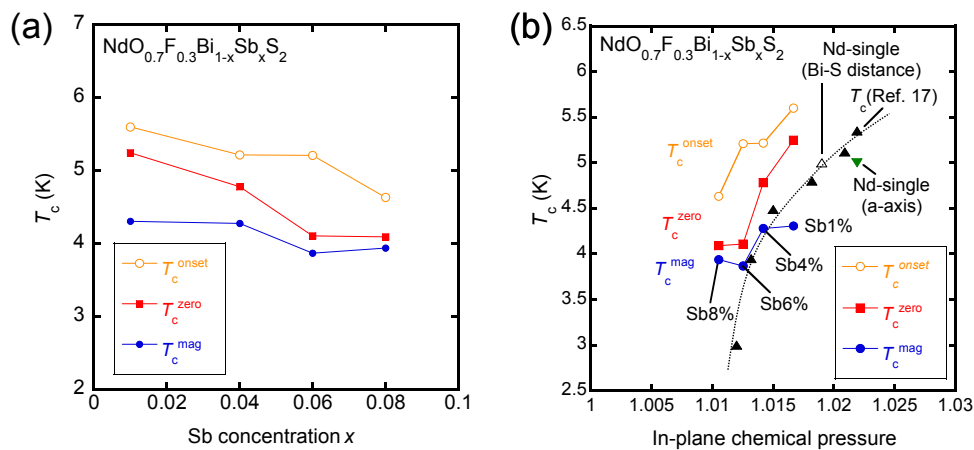 (a)
NdO0.7F0.3Bi1-xSbxS2
7
6
5
4
3
2
Tc (K)
Tc onset
Tc zero
Tc mag
0
0.02
0.04
0.06
0.08
0.1
Sb concentration x
(b)
NdO0.7F0.3Bi1-xSbxS2
6.5
6
5.5
5
4.5
4
3.5
3
2.5
Tc (K)
Nd-single
(Bi-S distance)
Tc (Ref. 17)
Tc onset
Nd-single
(a-axis)
Tc zero
Sb1%
Tc mag
Sb4%
Sb6%
Sb8%
Tc onset
Tc zero
Tc mag
1
1.005
1.01
1.015
1.02
1.025
1.03
In-plane chemical pressure